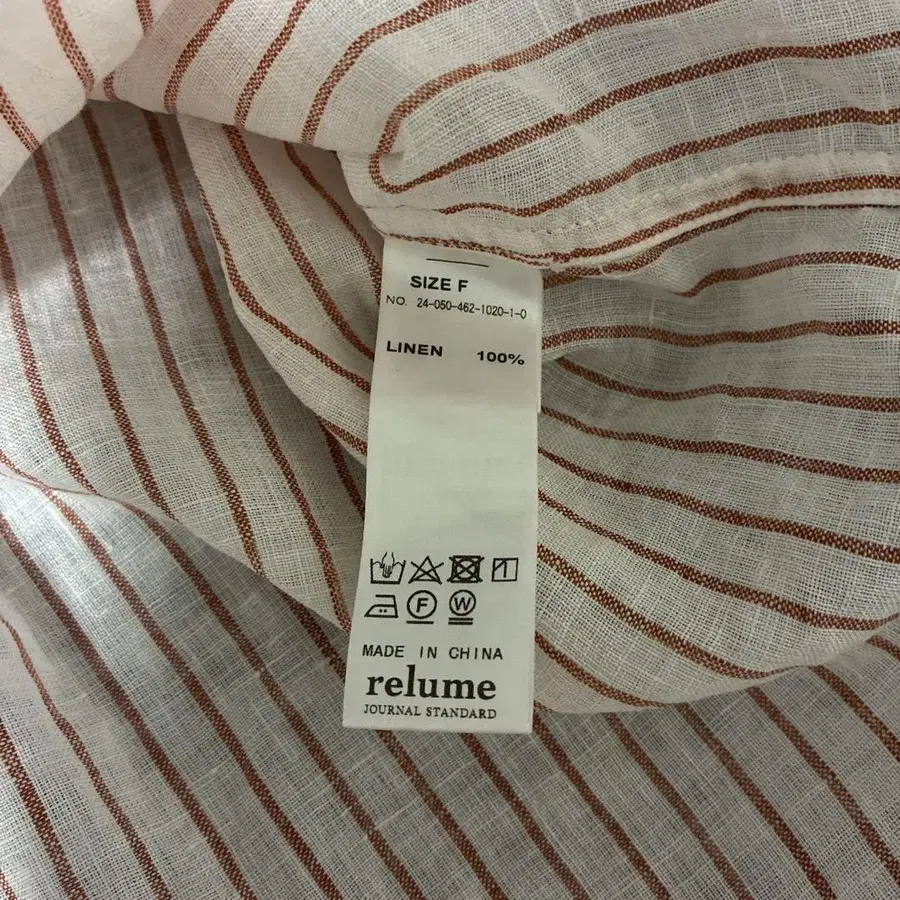 SIZE F
NO. 24-050-462-1020-1-0
LINEN 100%
F W
MADE IN CHINA
relume
JOURNAL STANDARD